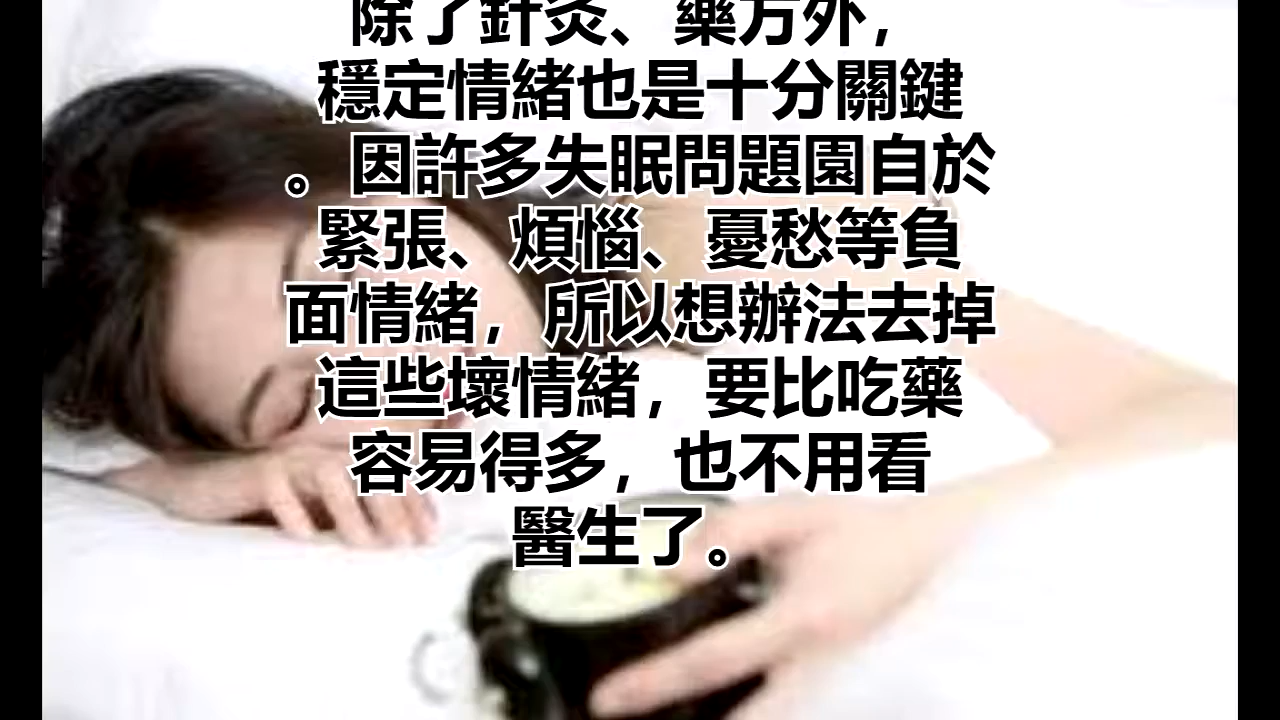 除了針灸、藥方外，
穩定情緒也是十分關鍵
。因許多失眠問題園自於
緊張、煩惱、憂愁等負
面情緒，所以想辦法去掉
這些壞情緒，要比吃藥
容易得多，也不用看
醫生了。